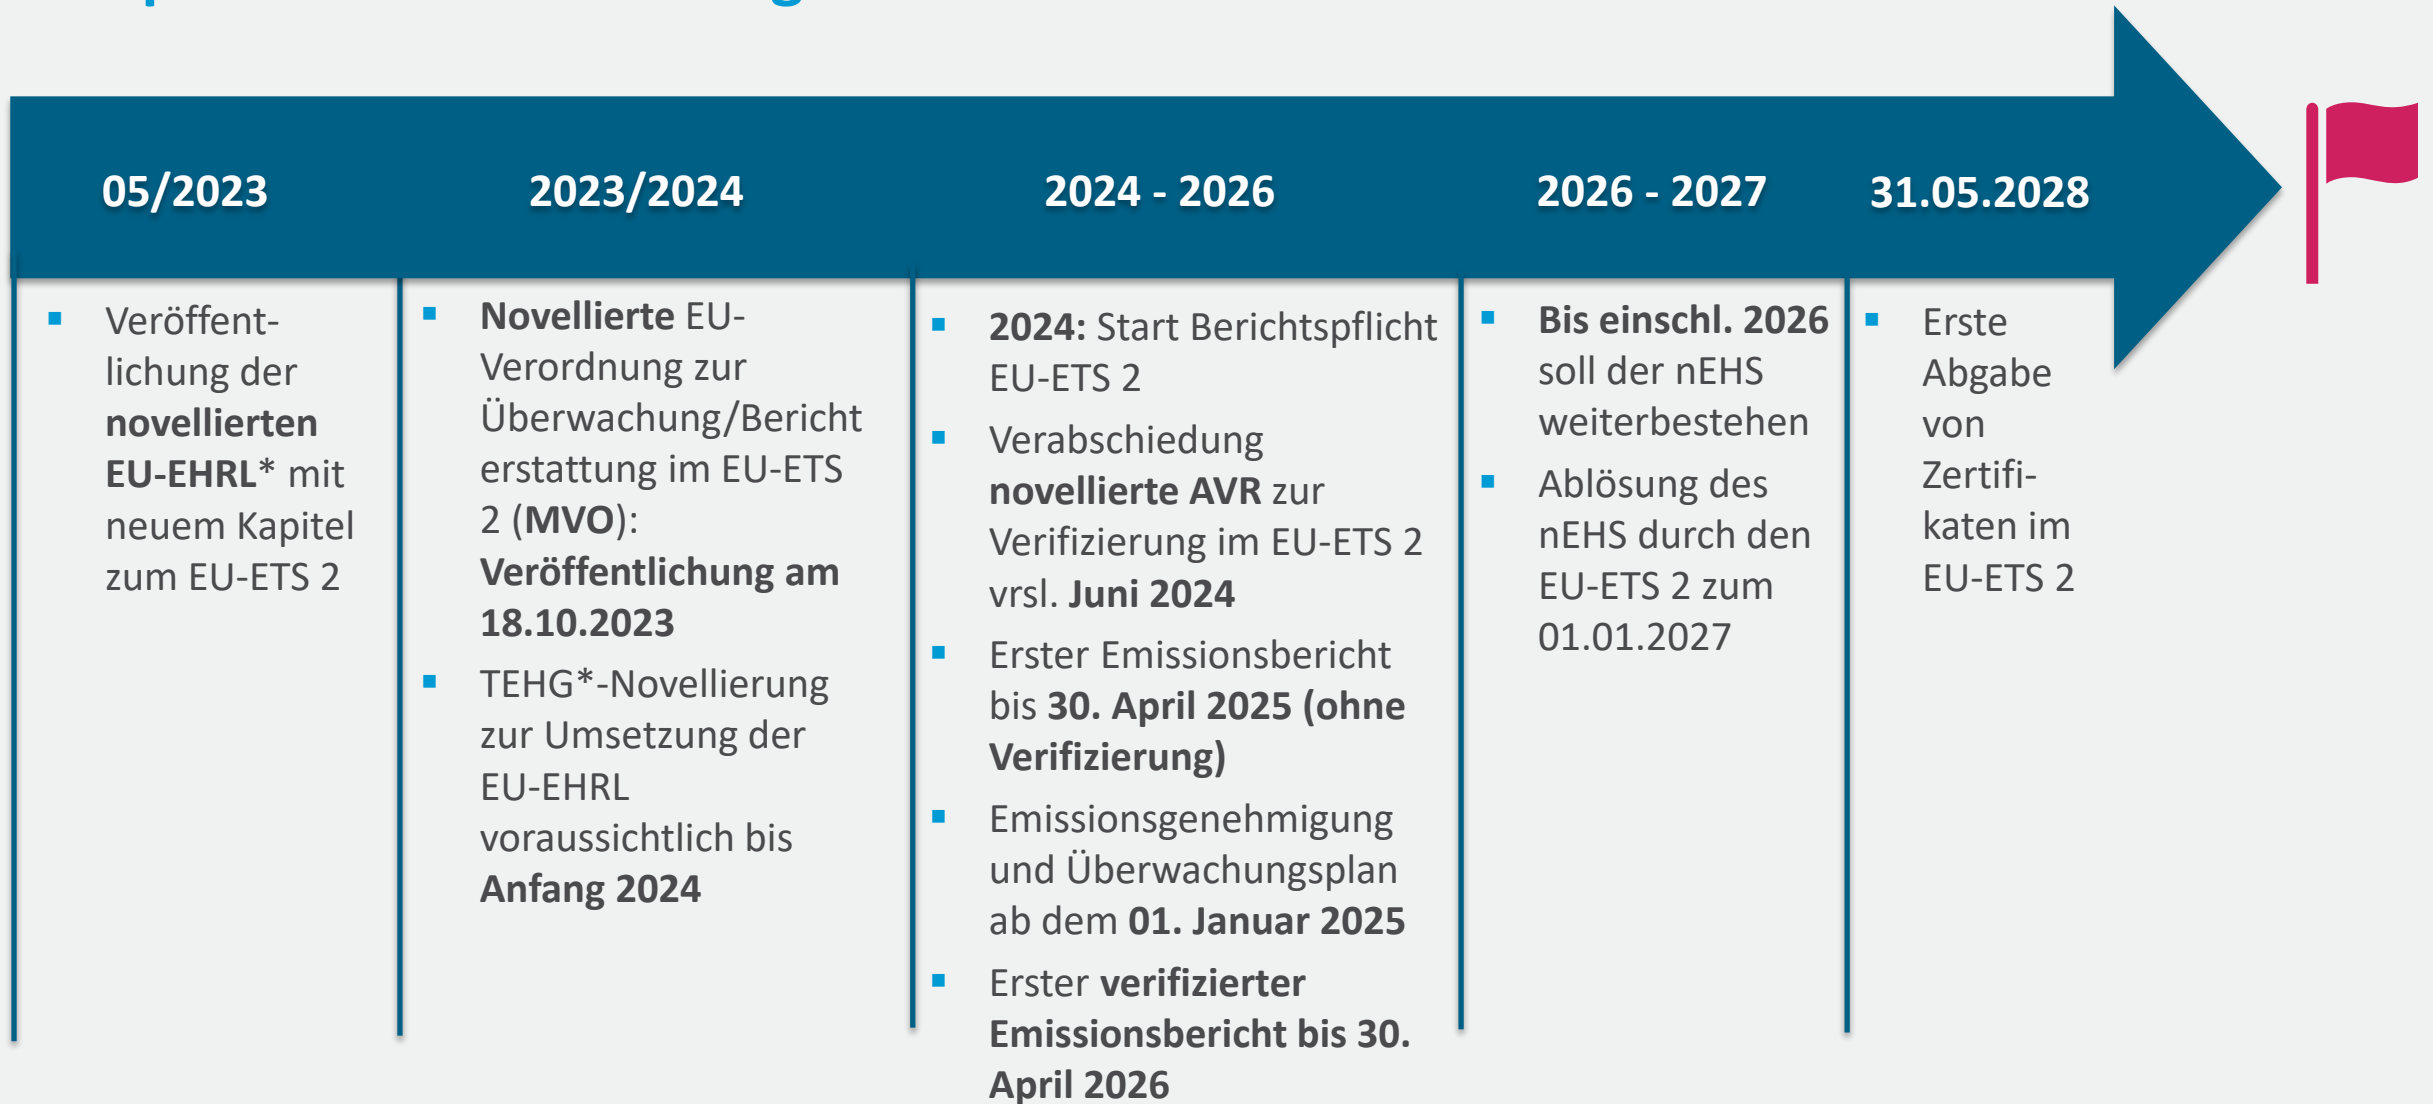 05/2023
2023/2024
2024 - 2026
2026 - 2027
31.05.2028
Veröffent-
lichung der
novellierten
EU-EHRL* mit
neuem Kapitel
zum EU-ETS 2
Novellierte EU-
Verordnung zur
Überwachung/Bericht
erstattung im EU-ETS
2 (MVO):
Veröffentlichung am
18.10.2023
TEHG*-Novellierung
zur Umsetzung der
EU-EHRL
voraussichtlich bis
Anfang 2024
2024: Start Berichtspflicht
EU-ETS 2
Verabschiedung
novellierte AVR zur
Verifizierung im EU-ETS 2
vrsl. Juni 2024
Erster Emissionsbericht
bis 30. April 2025 (ohne
Verifizierung)
Emissionsgenehmigung
und Überwachungsplan
ab dem 01. Januar 2025
Erster verifizierter
Emissionsbericht bis 30.
April 2026
Bis einschl. 2026
soll der nEHS
weiterbestehen
Ablösung des
nEHS durch den
EU-ETS 2 zum
01.01.2027
Erste
Abgabe
von
Zertifi-
katen im
EU-ETS 2